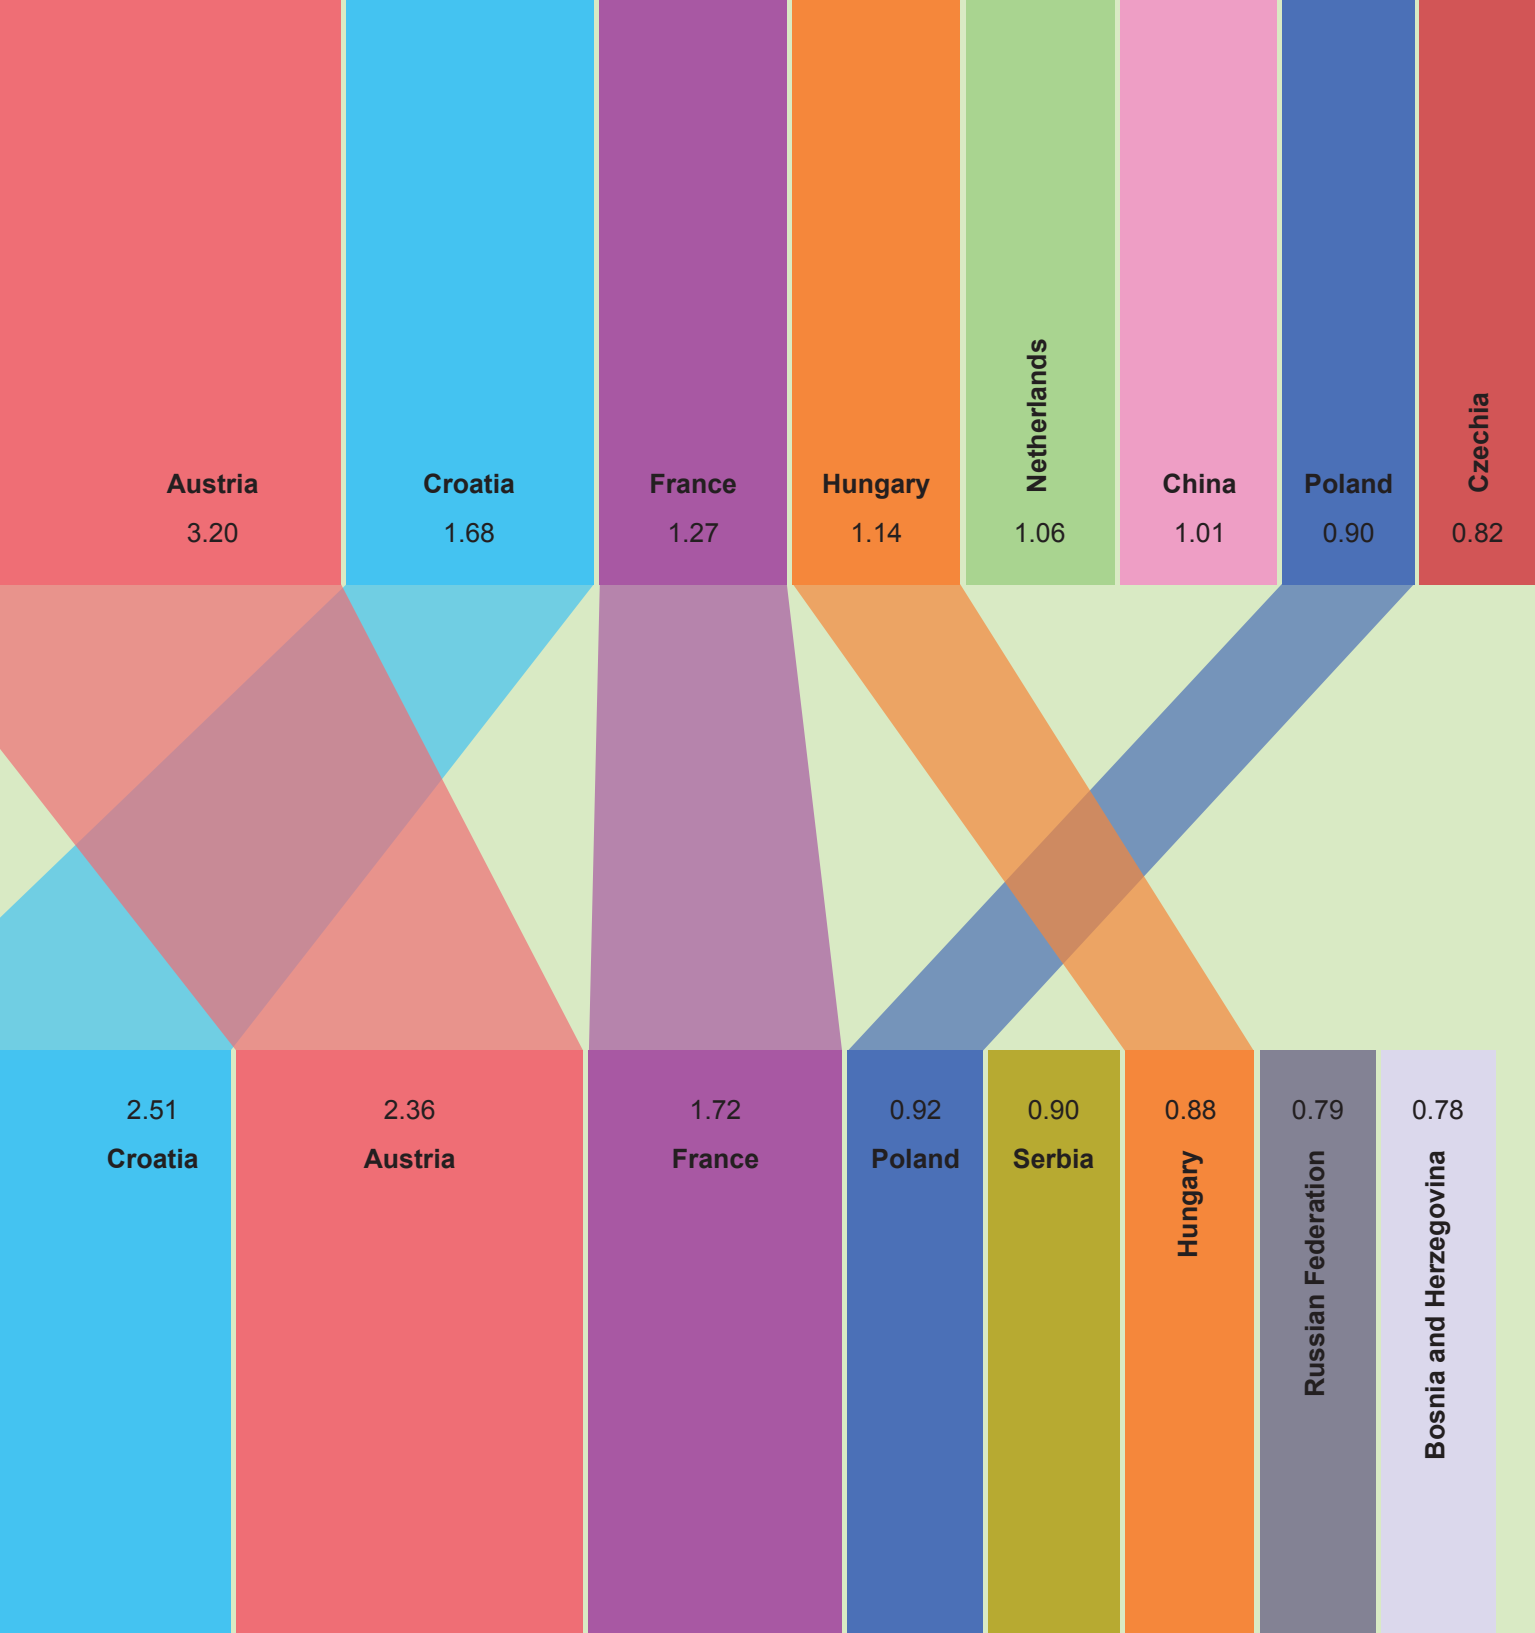 Austria
3.20
Croatia
1.68
France
1.27
Hungary
1.14
Netherlands
1.06
China
1.01
Poland
0.90
Czechia
0.82
2.51
Croatia
2.36
Austria
1.72
France
0.92
Poland
0.90
Serbia
0.88
Hungary
0.79
Russian Federation
0.78
Bosnia and Herzegovina